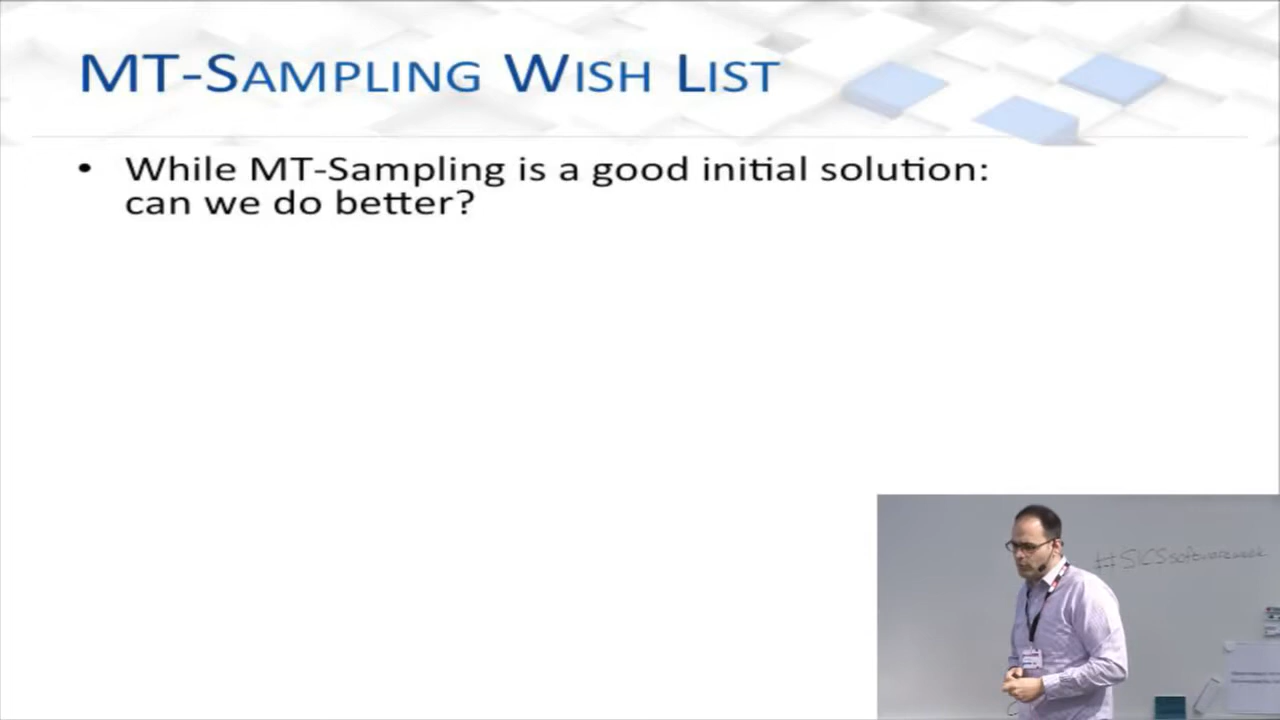 MT-SAMPLING WISH LIST
• While MT-Sampling is a good initial solution:
can we do better?
#SICSsoftwareweek